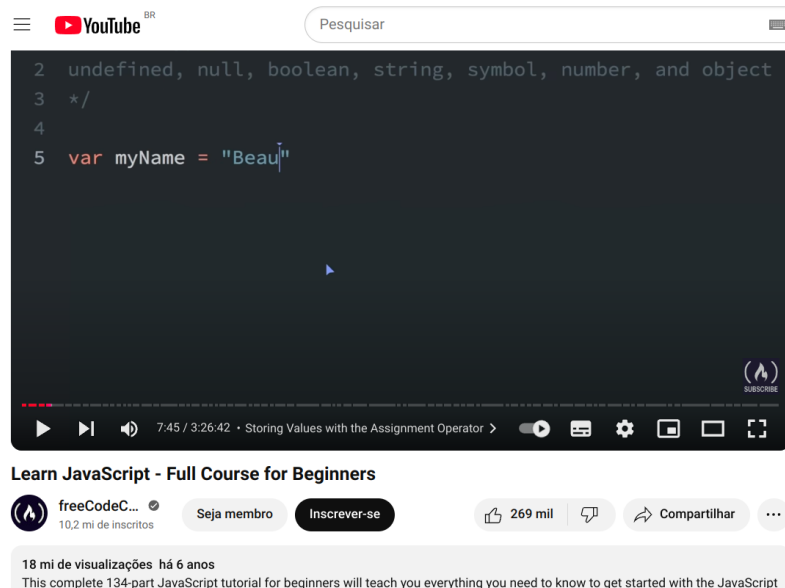 YouTube BR
Pesquisar
2 undefined, null, boolean, string, symbol, number, and object
3 */
4
5 var myName = "Beau"
SUBSCRIBE
7:45 / 3:26:42 • Storing Values with the Assignment Operator >
Learn JavaScript - Full Course for Beginners
freeCodeC...
10,2 mi de inscritos
Seja membro
Inscrever-se
269 mil
Compartilhar
...
18 mi de visualizações há 6 anos
This complete 134-part JavaScript tutorial for beginners will teach you everything you need to know to get started with the JavaScript